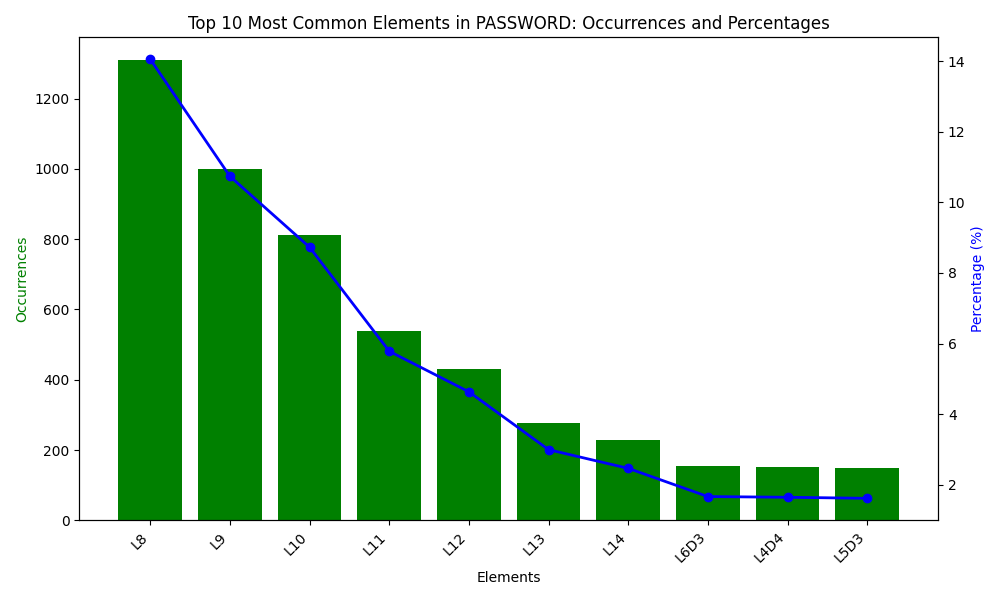 Top 10 Most Common Elements in PASSWORD: Occurrences and Percentages
1200
1000
800
600
400
200
0
Occurrences
14
12
10
8
6
4
2
Percentage (%)
L8 L9 L10 L11 L12 L13 L14 L6D3 L4D4 L5D3
Elements